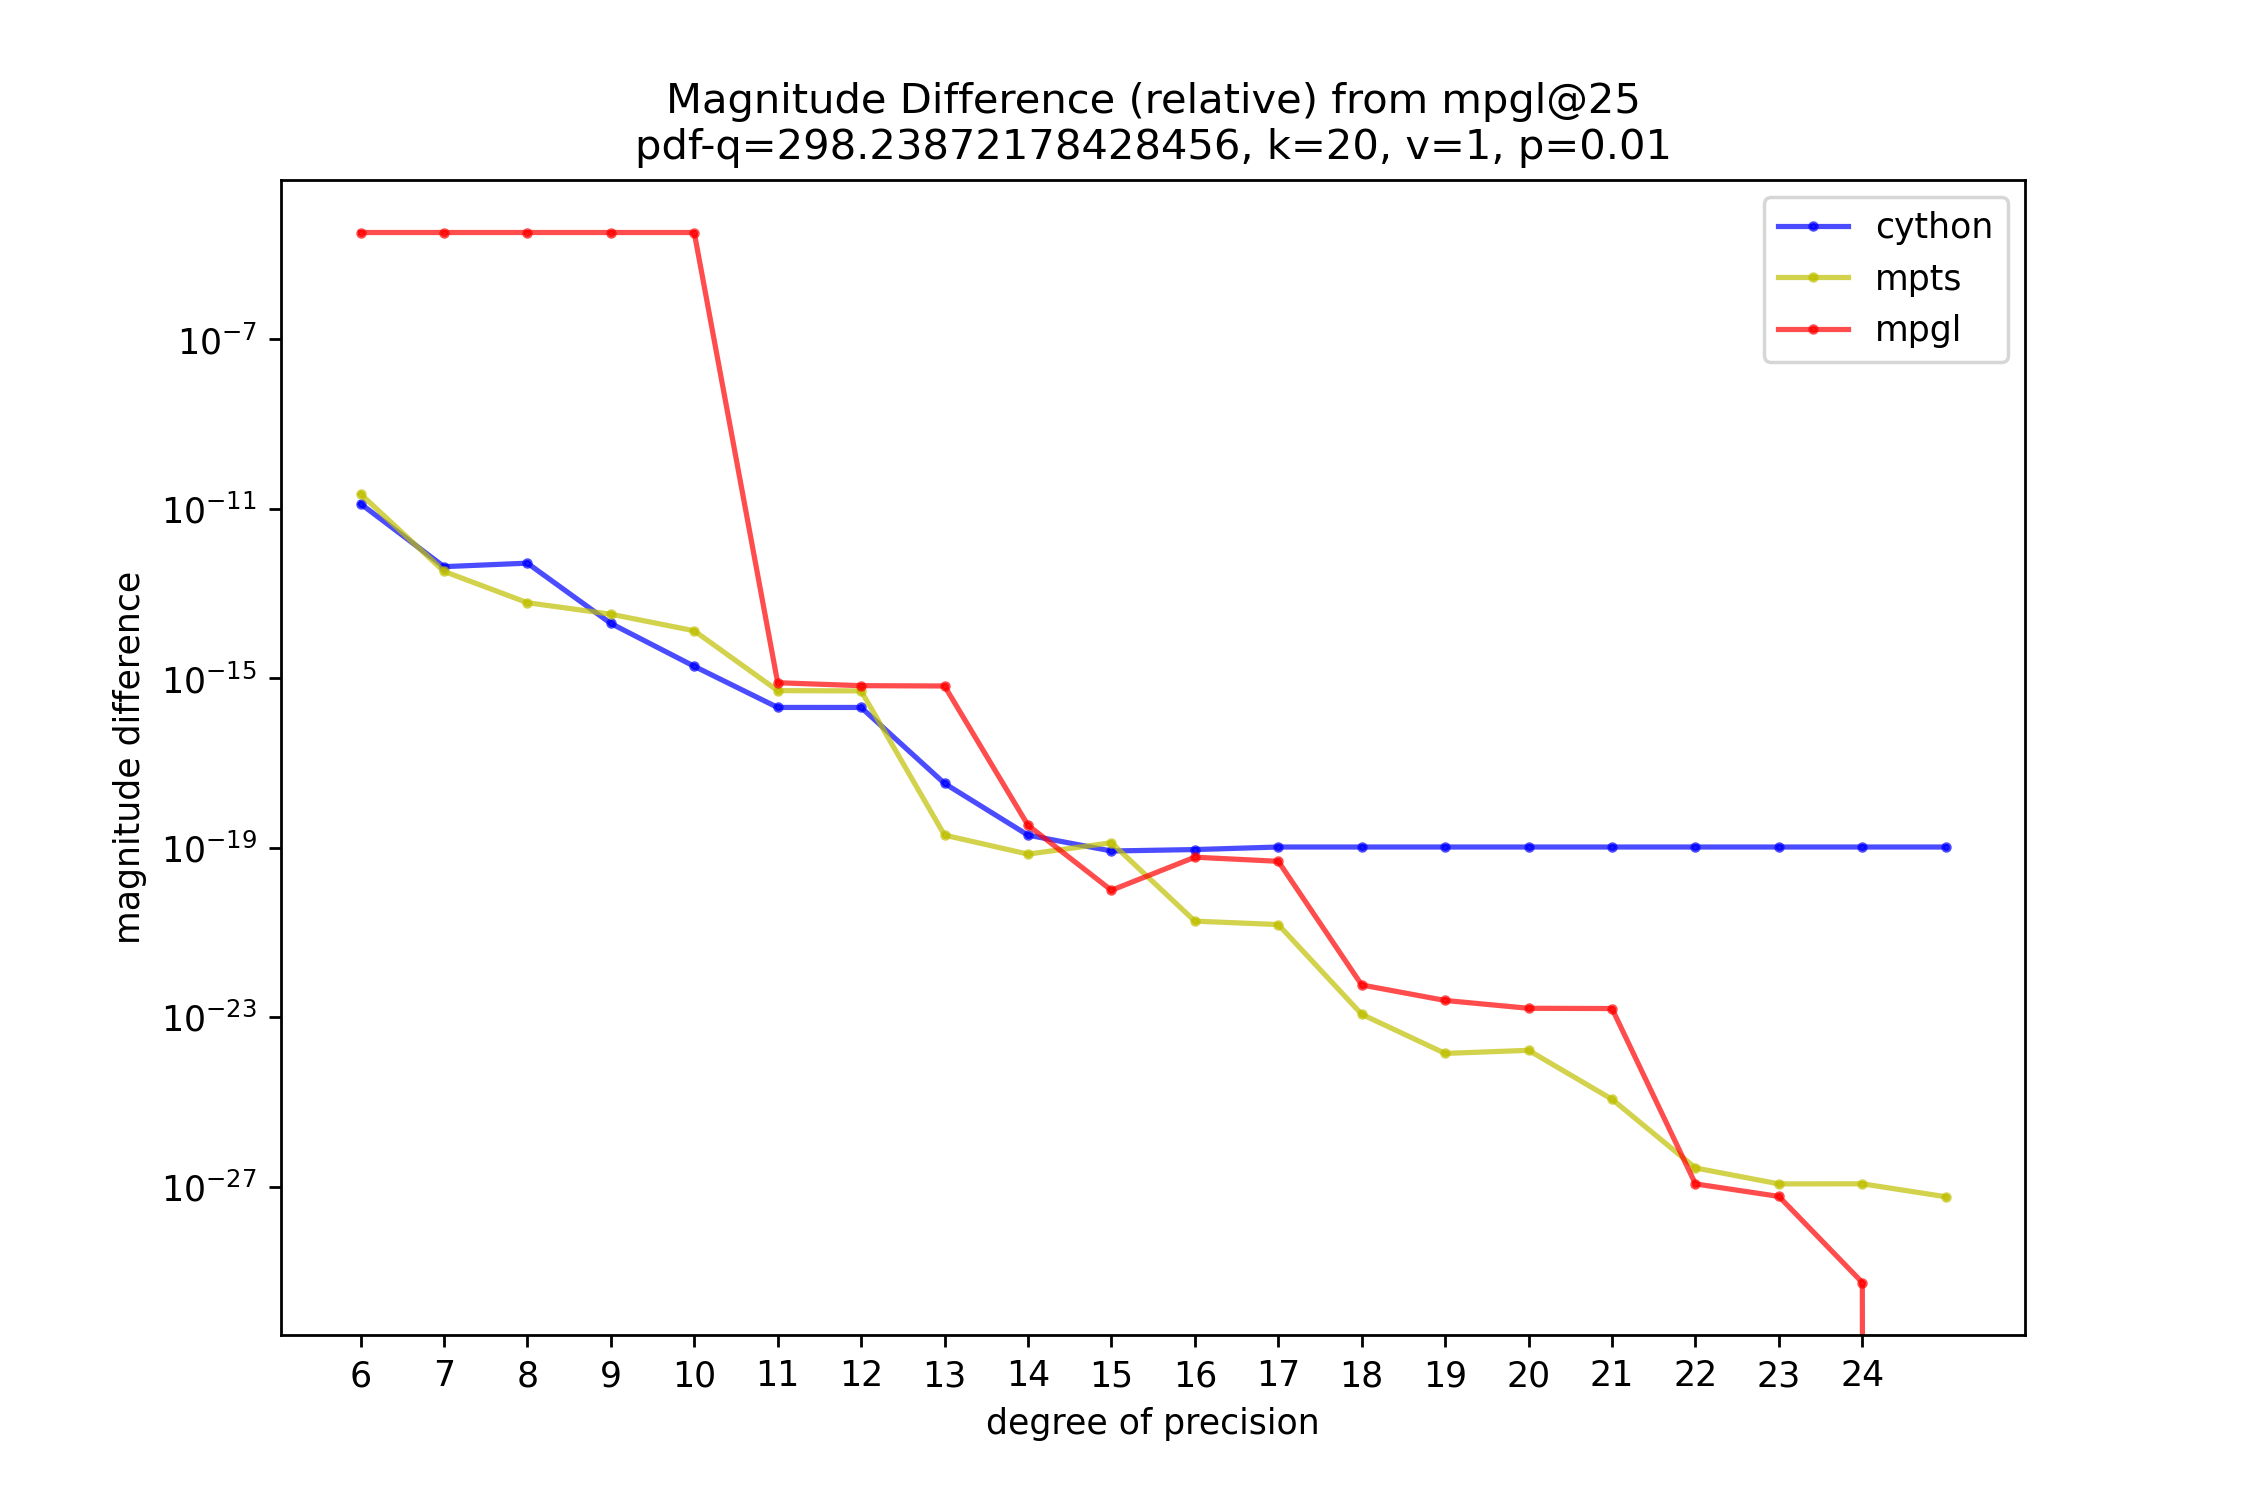 Magnitude Difference (relative) from mpgl@25
pdf-q=298.23872178428456, k=20, v=1, p=0.01
cython
mpts
mpgl
magnitude difference
10⁻⁷
10⁻¹¹
10⁻¹⁵
10⁻¹⁹
10⁻²³
10⁻²⁷
6 7 8 9 10 11 12 13 14 15 16 17 18 19 20 21 22 23 24
degree of precision